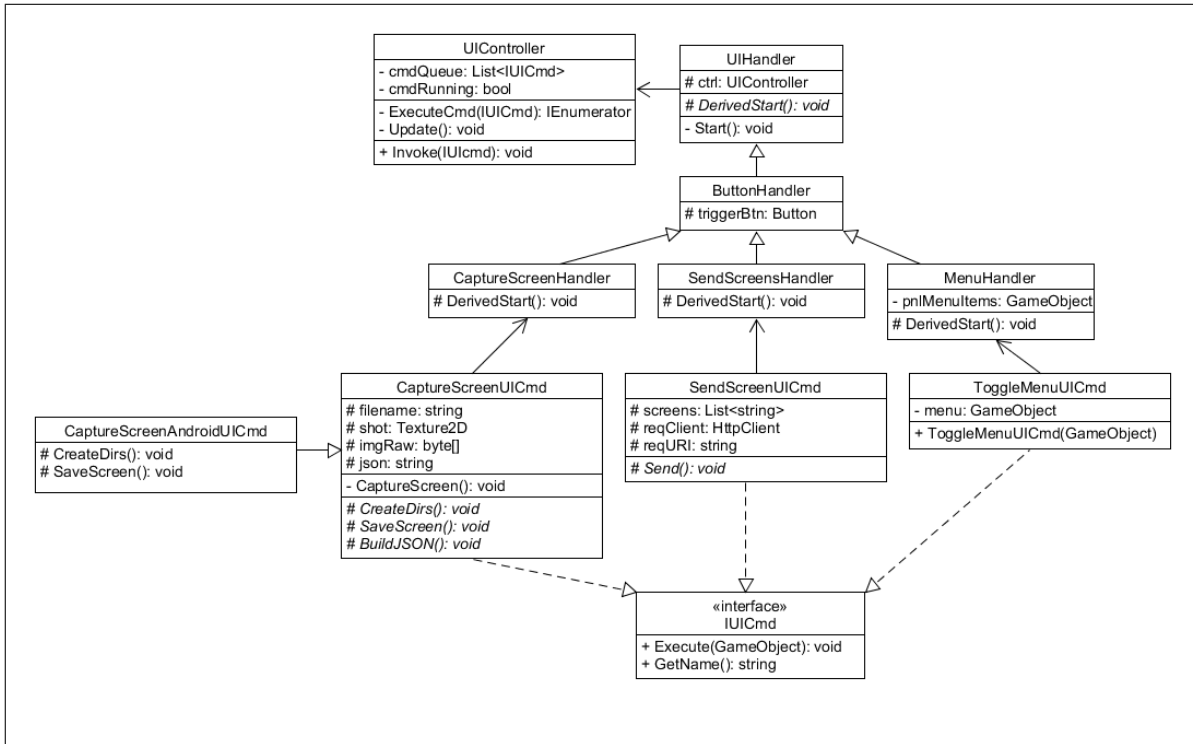 UIController
- cmdQueue: List<IUICmd>
- cmdRunning: bool
- ExecuteCmd(IUICmd): IEnumerator
- Update(): void
+ Invoke(IUIcmd): void
UIHandler
# ctrl: UIController
# DerivedStart(): void
- Start(): void
ButtonHandler
# triggerBtn: Button
CaptureScreenHandler
# DerivedStart(): void
SendScreensHandler
# DerivedStart(): void
MenuHandler
- pnlMenuItems: GameObject
# DerivedStart(): void
CaptureScreenAndroidUICmd
# CreateDirs(): void
# SaveScreen(): void
CaptureScreenUICmd
# filename: string
# shot: Texture2D
# imgRaw: byte[]
# json: string
- CaptureScreen(): void
# CreateDirs(): void
# SaveScreen(): void
# BuildJSON(): void
SendScreenUICmd
# screens: List<string>
# reqClient: HttpClient
# reqURI: string
# Send(): void
ToggleMenuUICmd
- menu: GameObject
+ ToggleMenuUICmd(GameObject)
«interface»
IUICmd
+ Execute(GameObject): void
+ GetName(): string